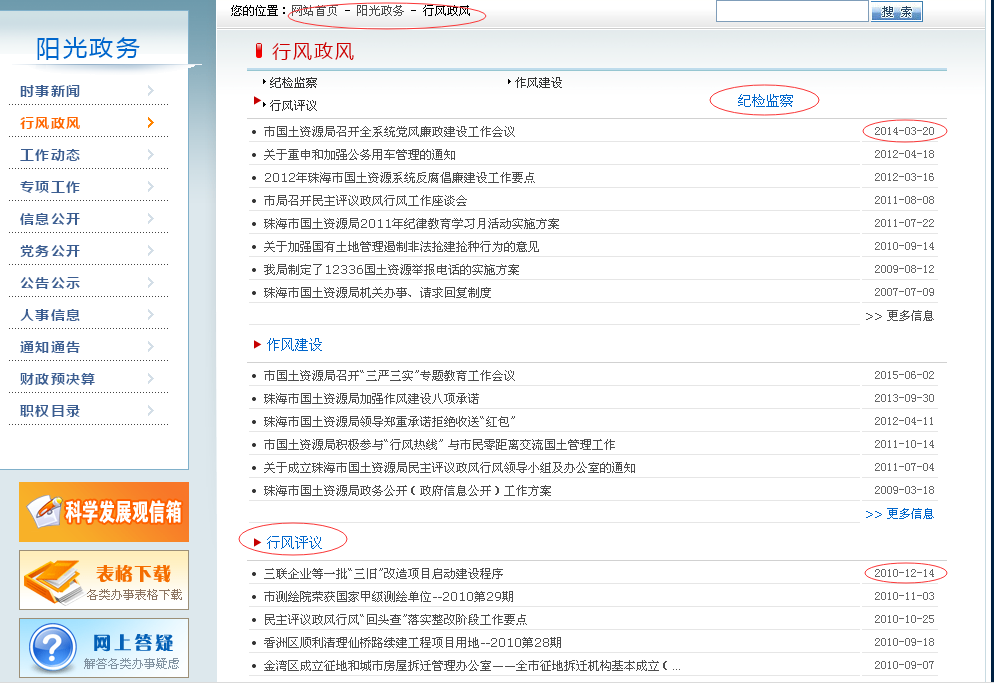 您的位置：网站首页 - 阳光政务 - 行风政风
搜 索
阳光政务
时事新闻
行风政风
工作动态
专项工作
信息公开
党务公开
公告公示
人事信息
通知通告
财政预决算
职权目录
科学发展观信箱
表格下载
各类办事表格下载
网上答疑
解答各类办事疑虑
行风政风
纪检监察 作风建设
行风评议
纪检监察
市国土资源局召开全系统党风廉政建设工作会议 2014-03-20
关于重申和加强公务用车管理的通知 2012-04-18
2012年珠海市国土资源系统反腐倡廉建设工作要点 2012-03-16
市局召开民主评议政风行风工作座谈会 2011-08-08
珠海市国土资源局2011年纪律教育学习月活动实施方案 2011-07-22
关于加强国有土地管理遏制非法抢建抢种行为的意见 2010-09-14
我局制定了12336国土资源举报电话的实施方案 2009-08-12
珠海市国土资源局机关办事、请求回复制度 2007-07-09
>> 更多信息
作风建设
市国土资源局召开“三严三实”专题教育工作会议 2015-06-02
珠海市国土资源局加强作风建设八项承诺 2013-09-30
珠海市国土资源局领导郑重承诺拒绝收送“红包” 2012-04-11
市国土资源局积极参与“行风热线” 与市民零距离交流国土管理工作 2011-10-14
关于成立珠海市国土资源局民主评议政风行风领导小组及办公室的通知 2011-07-04
珠海市国土资源局政务公开（政府信息公开）工作方案 2009-03-18
>> 更多信息
行风评议
三联企业等一批“三旧”改造项目启动建设程序 2010-12-14
市测绘院荣获国家甲级测绘单位--2010第29期 2010-11-03
民主评议政风行风“回头查”落实整改阶段工作要点 2010-10-25
香洲区顺利清理仙桥路续建工程项目用地--2010第28期 2010-09-18
金湾区成立征地和城市房屋拆迁管理办公室——全市征地拆迁机构基本成立（... 2010-09-07